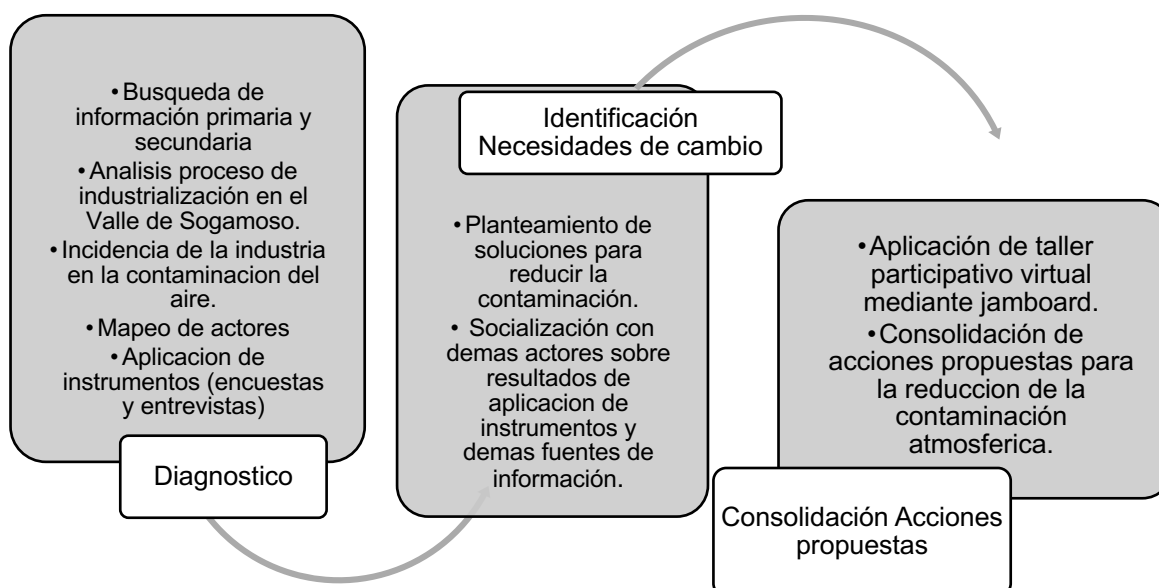 •Busqueda de
información primaria y
secundaria
•Analisis proceso de
industrialización en el
Valle de Sogamoso.
•Incidencia de la industria
en la contaminacion del
aire.
•Mapeo de actores
•Aplicacion de
instrumentos (encuestas
y entrevistas)
Diagnostico
Identificación
Necesidades de cambio
•Planteamiento de
soluciones para
reducir la
contaminación.
• Socialización con
demas actores sobre
resultados de
aplicacion de
instrumentos y
demas fuentes de
información.
•Aplicación de taller
participativo virtual
mediante jamboard.
•Consolidación de
acciones propuestas para
la reduccion de la
contaminación
atmosferica.
Consolidación Acciones
propuestas